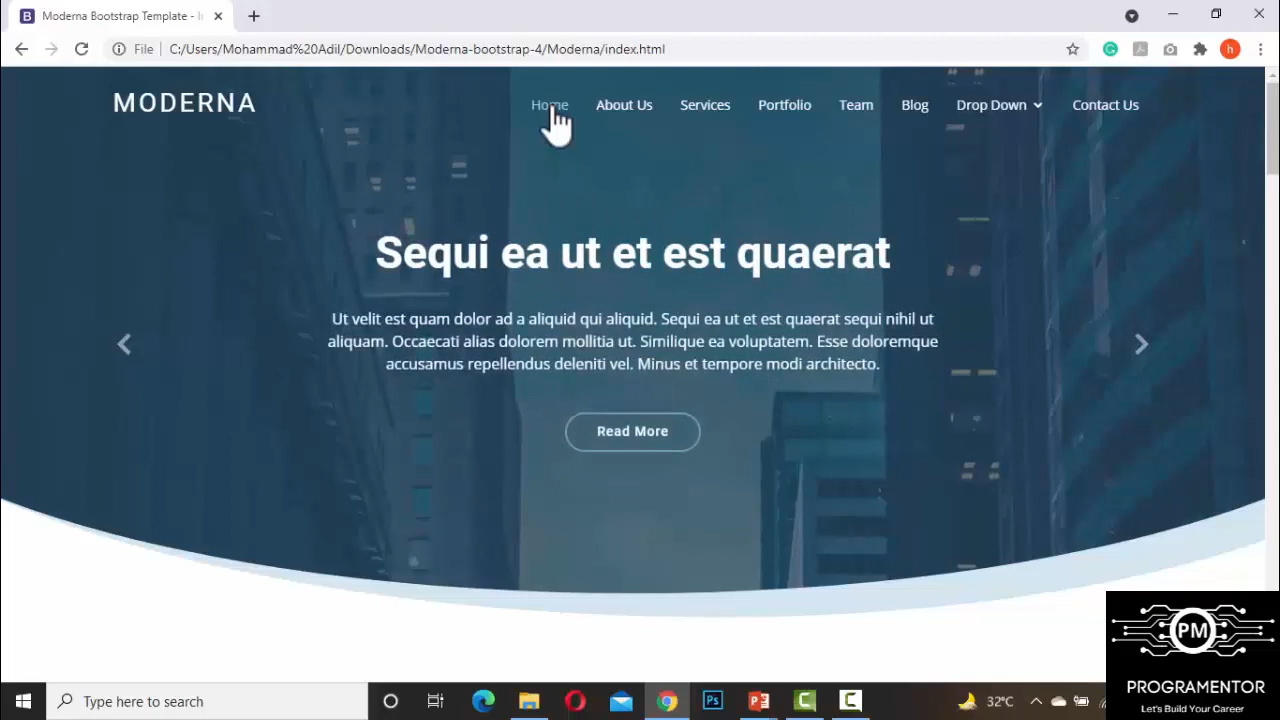 Moderna Bootstrap Template - I
File
C:/Users/Mohammad%20Adil/Downloads/Moderna-bootstrap-4/Moderna/index.html
h
MODERNA
Home About Us Services Portfolio Team Blog Drop Down Contact Us
Sequi ea ut et est quaerat
Ut velit est quam dolor ad a aliquid qui aliquid. Sequi ea ut et est quaerat sequi nihil ut
aliquam. Occaecati alias dolorem mollitia ut. Similique ea voluptatem. Esse doloremque
accusamus repellendus deleniti vel. Minus et tempore modi architecto.
Read More
PM
PROGRAMENTOR
Let's Build Your Career
Type here to search
Ps
32°C